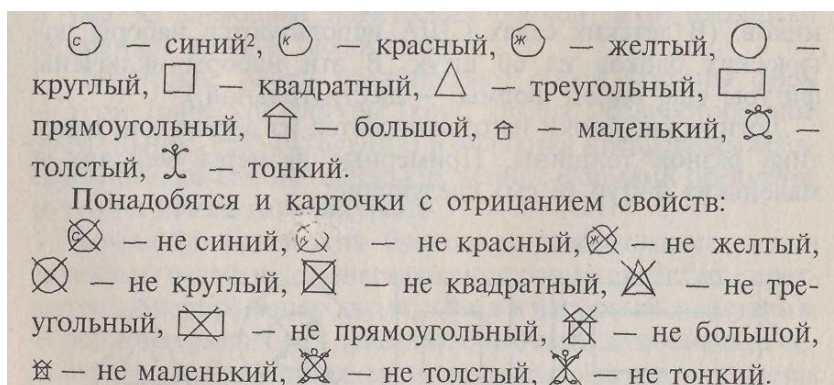 с — синий², к — красный, ж — желтый, —
круглый, — квадратный, — треугольный, —
прямоугольный, — большой, — маленький, —
толстый, — тонкий.
Понадобятся и карточки с отрицанием свойств:
с — не синий, — не красный, ж — не желтый,
— не круглый, — не квадратный, — не тре-
угольный, — не прямоугольный, — не большой,
— не маленький, — не толстый, — не тонкий.